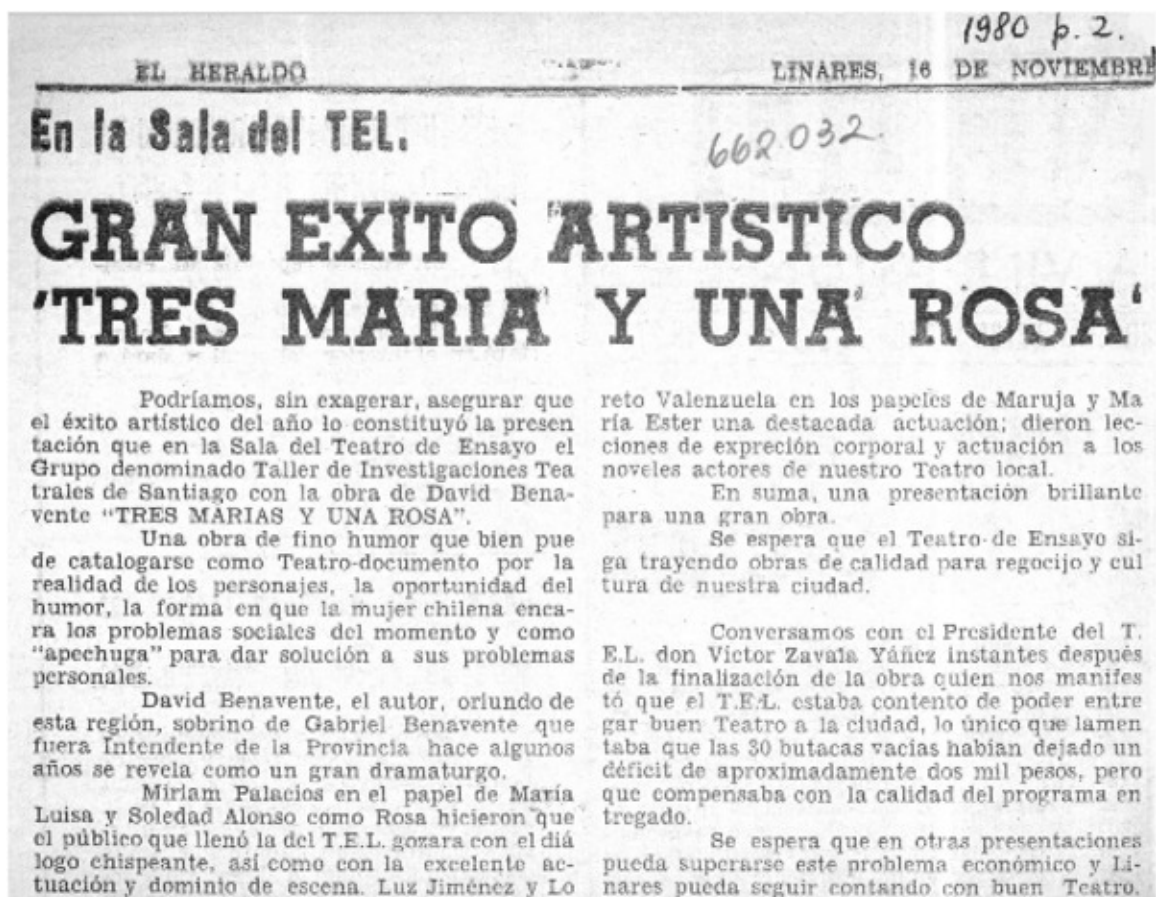 1980 p. 2.
EL HERALDO
LINARES, 16 DE NOVIEMBRE
En la Sala del TEL.
662.032
GRAN EXITO ARTISTICO
'TRES MARIA Y UNA ROSA'
Podríamos, sin exagerar, asegurar que
el éxito artístico del año lo constituyó la presen
tación que en la Sala del Teatro de Ensayo el
Grupo denominado Taller de Investigaciones Tea
trales de Santiago con la obra de David Bena-
vente "TRES MARIAS Y UNA ROSA".
Una obra de fino humor que bien pue
de catalogarse como Teatro-documento por la
realidad de los personajes, la oportunidad del
humor, la forma en que la mujer chilena enca-
ra los problemas sociales del momento y como
"apechuga" para dar solución a sus problemas
personales.
David Benavente, el autor, oriundo de
esta región, sobrino de Gabriel Benavente que
fuera Intendente de la Provincia hace algunos
años se revela como un gran dramaturgo.
Miriam Palacios en el papel de María
Luisa y Soledad Alonso como Rosa hicieron que
el público que llenó la del T.E.L. gozara con el diá
logo chispeante, así como con la excelente ac-
tuación y dominio de escena. Luz Jiménez y Lo
reto Valenzuela en los papeles de Maruja y Ma
ría Ester una destacada actuación; dieron lec-
ciones de expreción corporal y actuación a los
noveles actores de nuestro Teatro local.
En suma, una presentación brillante
para una gran obra.
Se espera que el Teatro de Ensayo si-
ga trayendo obras de calidad para regocijo y cul
tura de nuestra ciudad.
Conversamos con el Presidente del T.
E.L. don Víctor Zavala Yáñez instantes después
de la finalización de la obra quien nos manifes
tó que el T.E.L. estaba contento de poder entre
gar buen Teatro a la ciudad, lo único que lamen
taba que las 30 butacas vacías habían dejado un
déficit de aproximadamente dos mil pesos, pero
que compensaba con la calidad del programa en
tregado.
Se espera que en otras presentaciones
pueda superarse este problema económico y Li-
nares pueda seguir contando con buen Teatro.